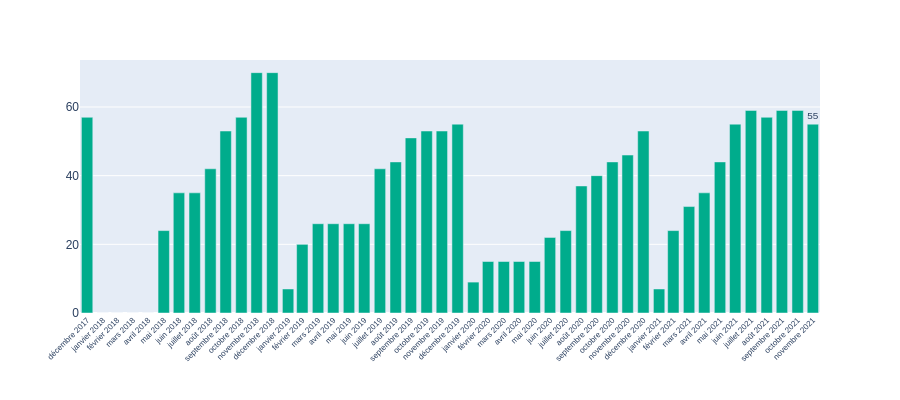 60
40
20
0
55
décembre 2017
janvier 2018
février 2018
mars 2018
avril 2018
mai 2018
juin 2018
juillet 2018
août 2018
septembre 2018
octobre 2018
novembre 2018
décembre 2018
janvier 2019
février 2019
mars 2019
avril 2019
mai 2019
juin 2019
juillet 2019
août 2019
septembre 2019
octobre 2019
novembre 2019
décembre 2019
janvier 2020
février 2020
mars 2020
avril 2020
mai 2020
juin 2020
juillet 2020
août 2020
septembre 2020
octobre 2020
novembre 2020
décembre 2020
janvier 2021
février 2021
mars 2021
avril 2021
mai 2021
juin 2021
juillet 2021
août 2021
septembre 2021
octobre 2021
novembre 2021